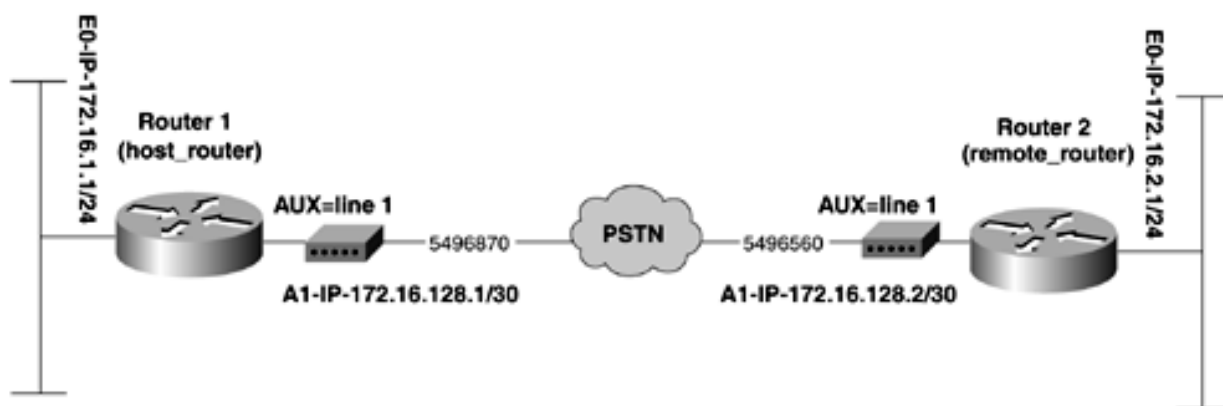 E0-IP-172.16.1.1/24
Router 1
(host_router)
AUX=line 1
5496870
A1-IP-172.16.128.1/30
PSTN
AUX=line 1
5496560
A1-IP-172.16.128.2/30
Router 2
(remote_router)
E0-IP-172.16.2.1/24